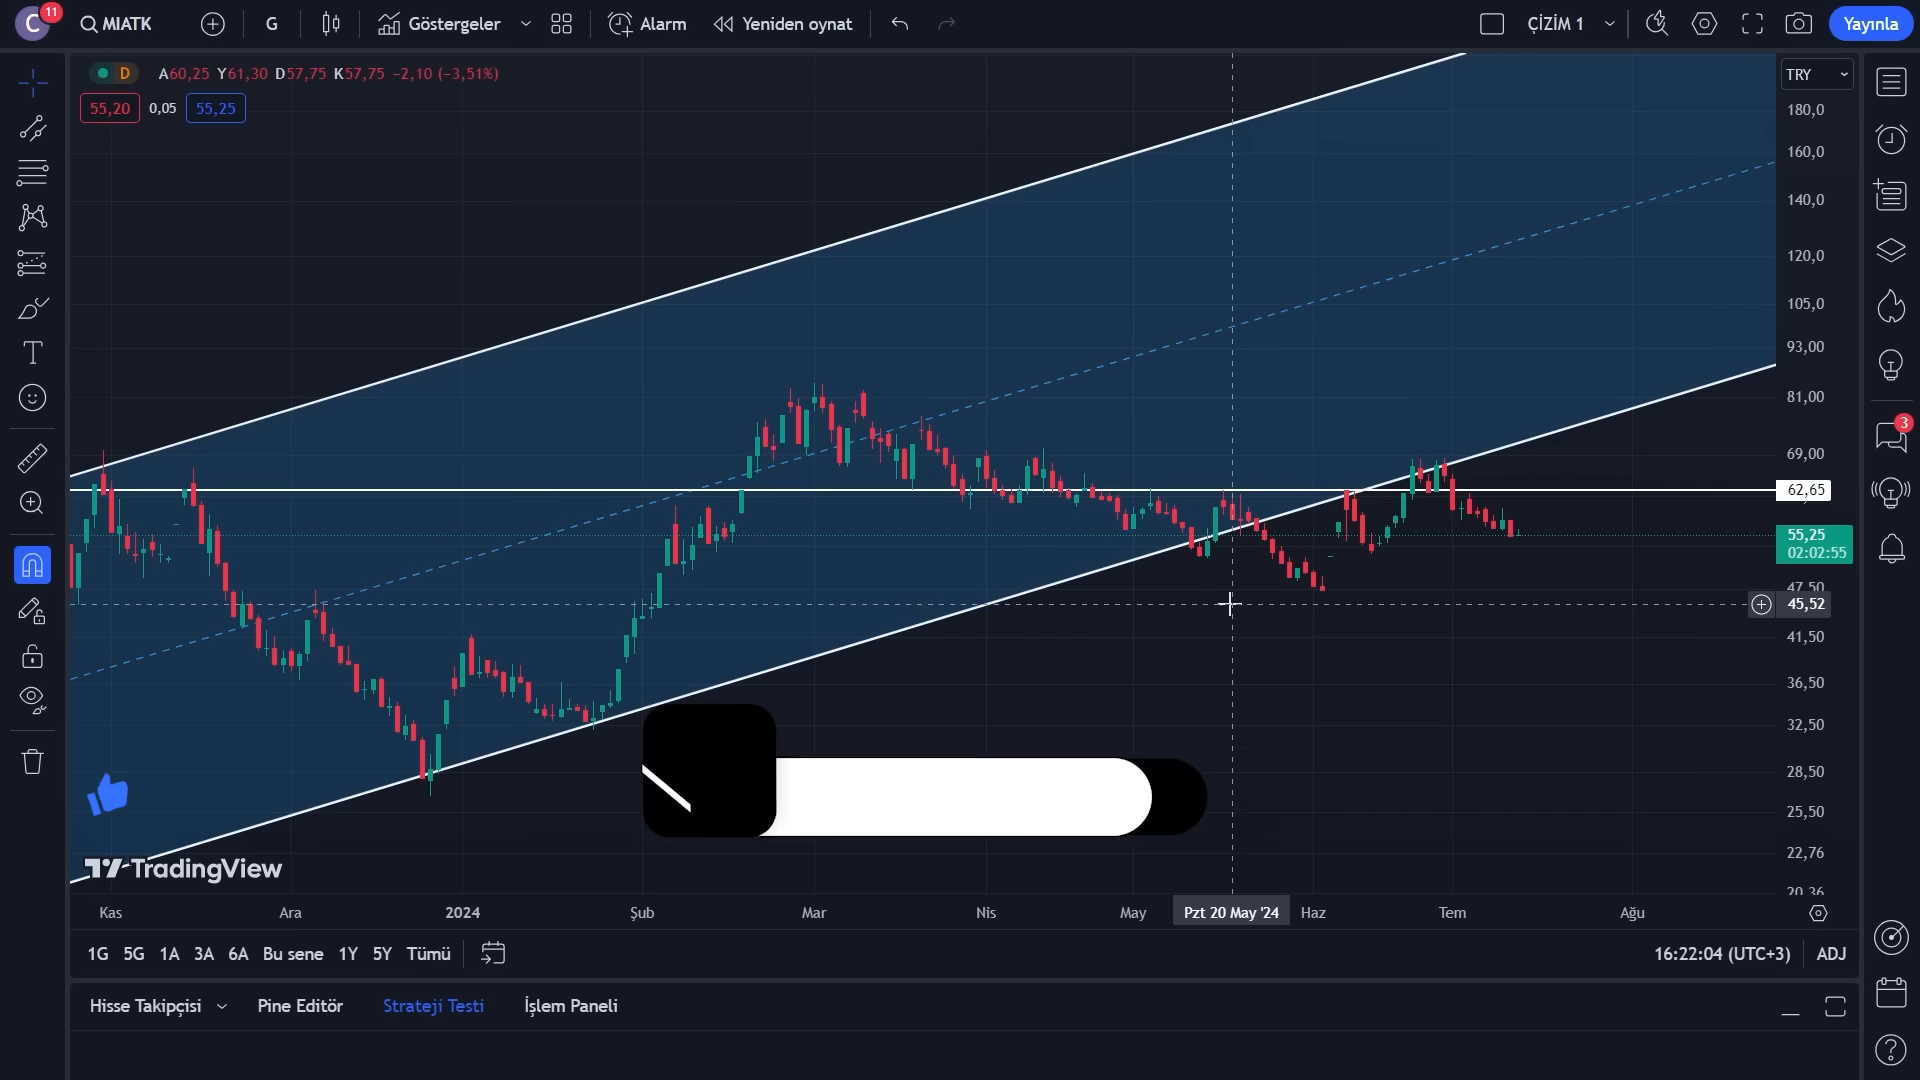 C 11 MIATK G Göstergeler Alarm Yeniden oynat ÇİZİM 1 Yayınla
D A60,25 Y61,30 D57,75 K57,75 −2,10 (−3,51%)
TRY
55,20 0,05 55,25
180,0
160,0
140,0
120,0
105,0
93,00
81,00
69,00
3
62,65
55,25
02:02:55
47,50
45,52
41,50
36,50
32,50
28,50
25,50
22,76
20,36
TradingView
Kas Ara 2024 Şub Mar Nis May Pzt 20 May '24 Haz Tem Ağu
1G 5G 1A 3A 6A Bu sene 1Y 5Y Tümü 16:22:04 (UTC+3) ADJ
Hisse Takipçisi Pine Editör Strateji Testi İşlem Paneli